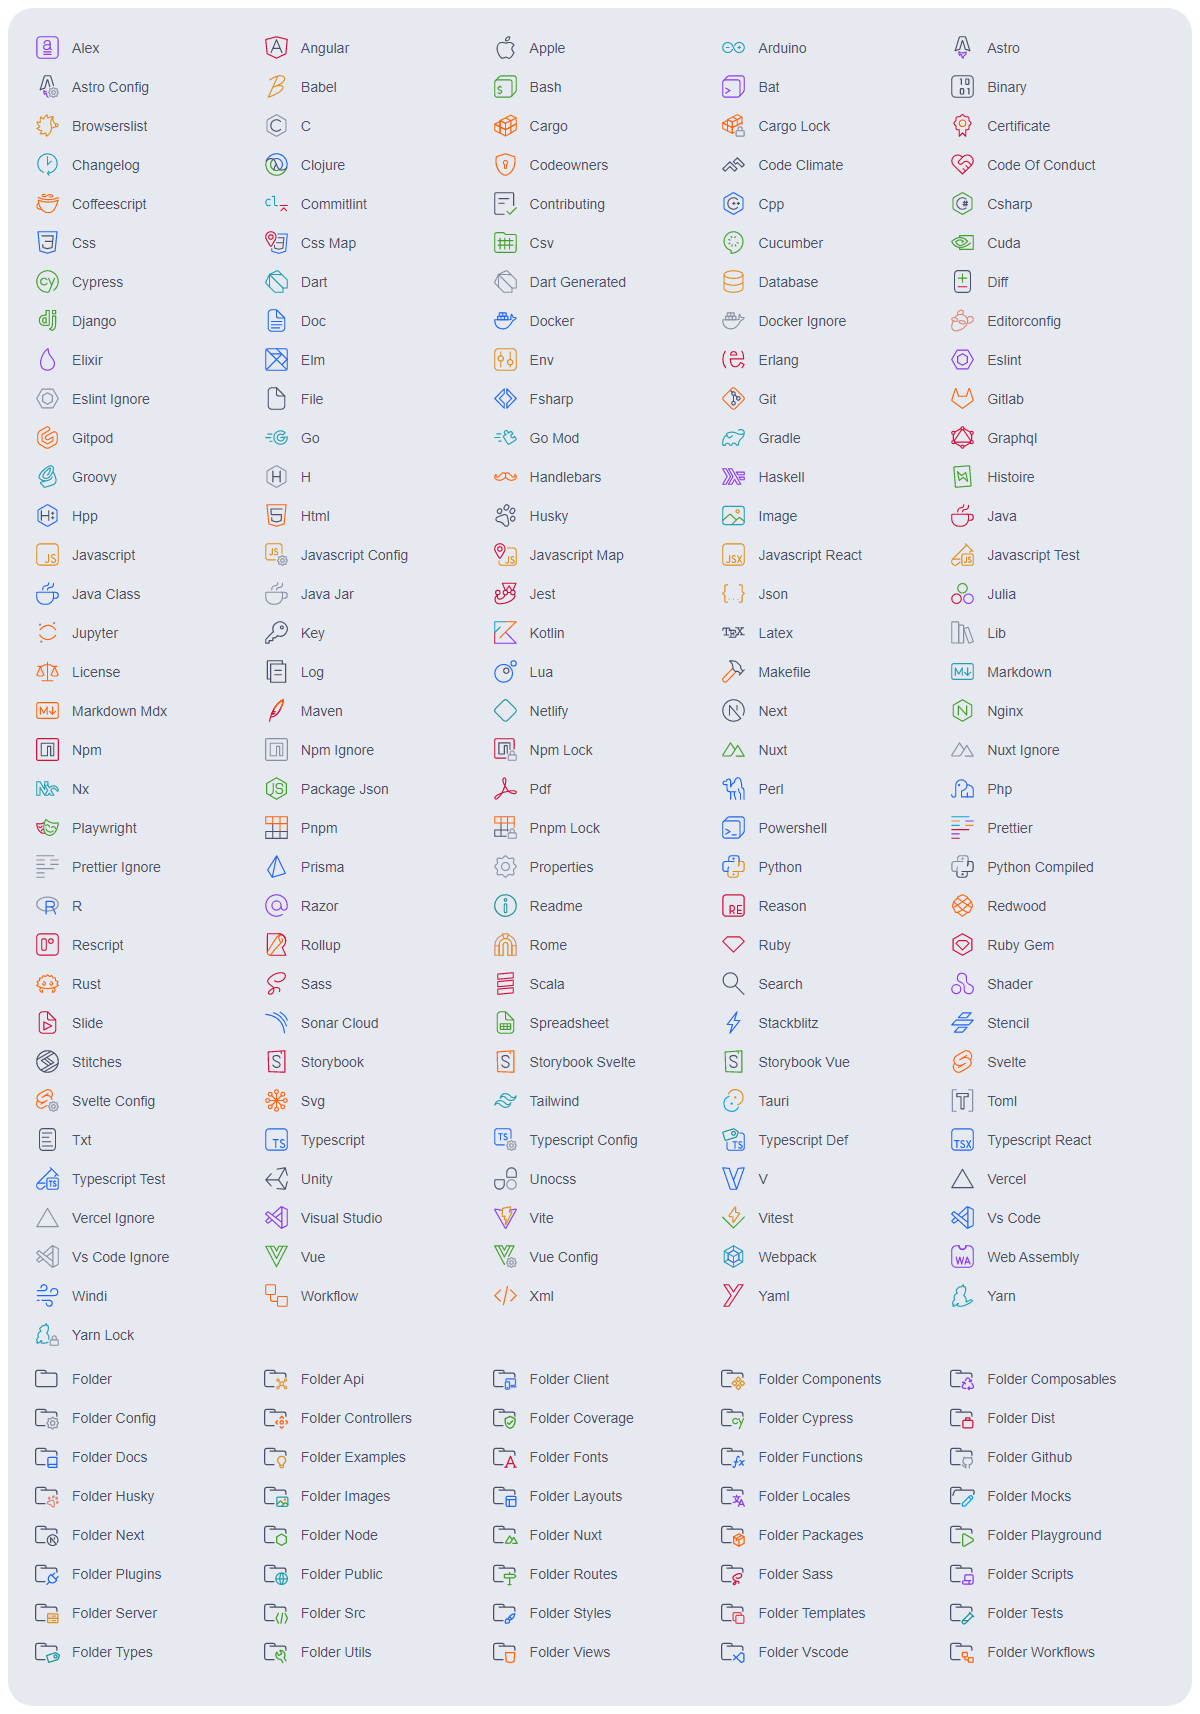 Alex Angular Apple Arduino Astro
Astro Config Babel Bash Bat Binary
Browserslist C Cargo Cargo Lock Certificate
Changelog Clojure Codeowners Code Climate Code Of Conduct
Coffeescript Commitlint Contributing Cpp Csharp
Css Css Map Csv Cucumber Cuda
Cypress Dart Dart Generated Database Diff
Django Doc Docker Docker Ignore Editorconfig
Elixir Elm Env Erlang Eslint
Eslint Ignore File Fsharp Git Gitlab
Gitpod Go Go Mod Gradle Graphql
Groovy H Handlebars Haskell Histoire
Hpp Html Husky Image Java
Javascript Javascript Config Javascript Map Javascript React Javascript Test
Java Class Java Jar Jest Json Julia
Jupyter Key Kotlin Latex Lib
License Log Lua Makefile Markdown
Markdown Mdx Maven Netlify Next Nginx
Npm Npm Ignore Npm Lock Nuxt Nuxt Ignore
Nx Package Json Pdf Perl Php
Playwright Pnpm Pnpm Lock Powershell Prettier
Prettier Ignore Prisma Properties Python Python Compiled
R Razor Readme Reason Redwood
Rescript Rollup Rome Ruby Ruby Gem
Rust Sass Scala Search Shader
Slide Sonar Cloud Spreadsheet Stackblitz Stencil
Stitches Storybook Storybook Svelte Storybook Vue Svelte
Svelte Config Svg Tailwind Tauri Toml
Txt Typescript Typescript Config Typescript Def Typescript React
Typescript Test Unity Unocss V Vercel
Vercel Ignore Visual Studio Vite Vitest Vs Code
Vs Code Ignore Vue Vue Config Webpack Web Assembly
Windi Workflow Xml Yaml Yarn
Yarn Lock
Folder Folder Api Folder Client Folder Components Folder Composables
Folder Config Folder Controllers Folder Coverage Folder Cypress Folder Dist
Folder Docs Folder Examples Folder Fonts Folder Functions Folder Github
Folder Husky Folder Images Folder Layouts Folder Locales Folder Mocks
Folder Next Folder Node Folder Nuxt Folder Packages Folder Playground
Folder Plugins Folder Public Folder Routes Folder Sass Folder Scripts
Folder Server Folder Src Folder Styles Folder Templates Folder Tests
Folder Types Folder Utils Folder Views Folder Vscode Folder Workflows